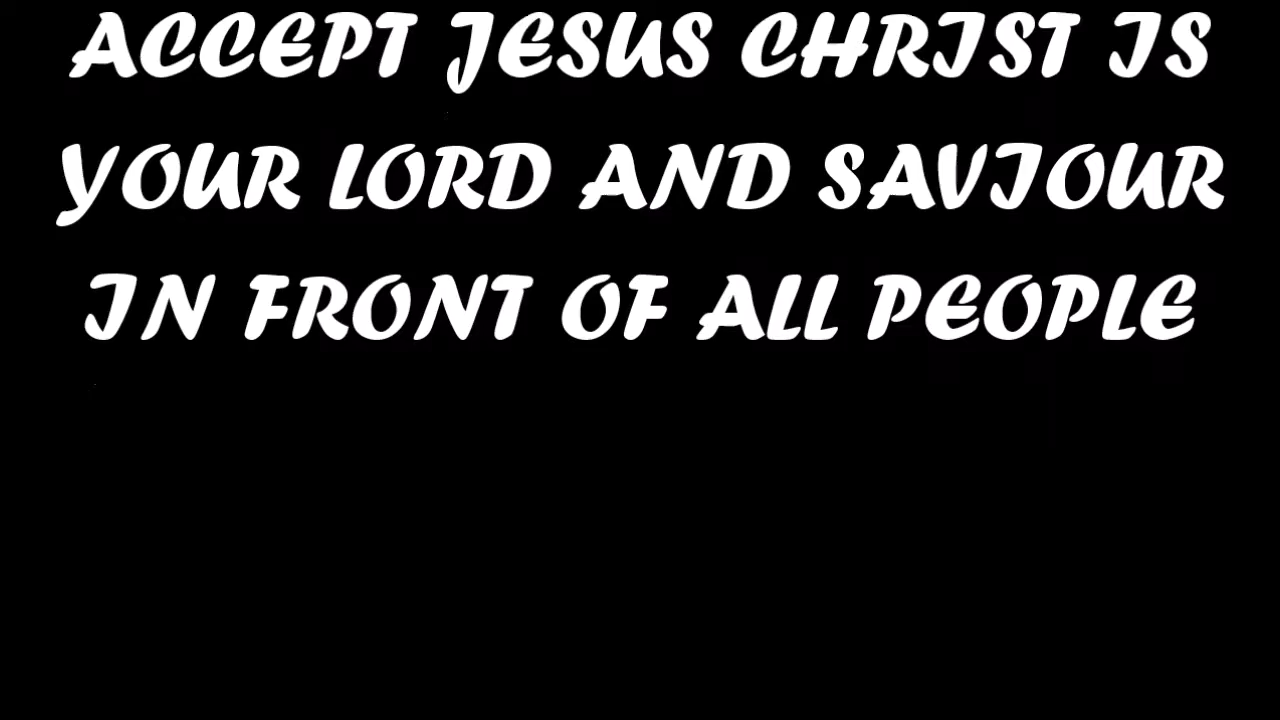 ACCEPT JESUS CHRIST IS
YOUR LORD AND SAVIOUR
IN FRONT OF ALL PEOPLE